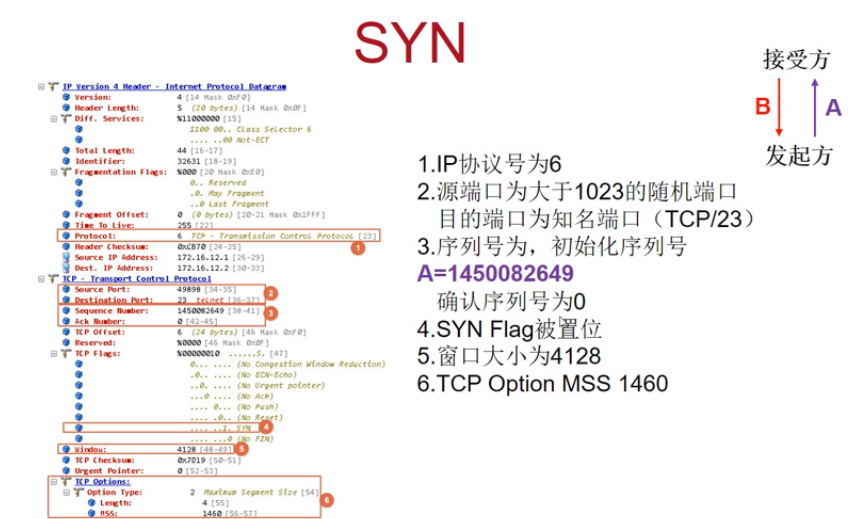 SYN
接受方
B
A
发起方
IP Version 4 Header - Internet Protocol Datagram
Version: 4 [14 Mask 0xF0]
Header Length: 5 (20 bytes) [14 Mask 0x0F]
Diff. Services: %11000000 [15]
1100 00.. Class Selector 6
.... ..00 Not-ECT
Total Length: 44 [16-17]
Identifier: 32631 [18-19]
Fragmentation Flags: %000 [20 Mask 0xE0]
0.. Reserved
.0. May Fragment
..0 Last Fragment
Fragment Offset: 0 (0 bytes) [20-21 Mask 0x1FFF]
Time To Live: 255 [22]
Protocol: 6 TCP - Transmission Control Protocol [23]
1
Header Checksum: 0xCB70 [24-25]
Source IP Address: 172.16.12.1 [26-29]
Dest. IP Address: 172.16.12.2 [30-33]
TCP - Transport Control Protocol
Source Port: 49898 [34-35]
2
Destination Port: 23 telnet [36-37]
Sequence Number: 1450082649 [38-41]
3
Ack Number: 0 [42-45]
TCP Offset: 6 (24 bytes) [46 Mask 0xF0]
Reserved: %0000 [46 Mask 0x0F]
TCP Flags: %00000010 ......S. [47]
0... .... (No Congestion Window Reduction)
.0.. .... (No ECN-Echo)
..0. .... (No Urgent pointer)
...0 .... (No Ack)
.... 0... (No Push)
.... .0.. (No Reset)
.... ..1. SYN
4
.... ...0 (No FIN)
Window: 4128 [48-49]
5
TCP Checksum: 0x7D19 [50-51]
Urgent Pointer: 0 [52-53]
TCP Options:
Option Type: 2 Maximum Segment Size [54]
Length: 4 [55]
6
MSS: 1460 [56-57]
1.IP协议号为6
2.源端口为大于1023的随机端口
目的端口为知名端口（TCP/23）
3.序列号为，初始化序列号
A=1450082649
确认序列号为0
4.SYN Flag被置位
5.窗口大小为4128
6.TCP Option MSS 1460